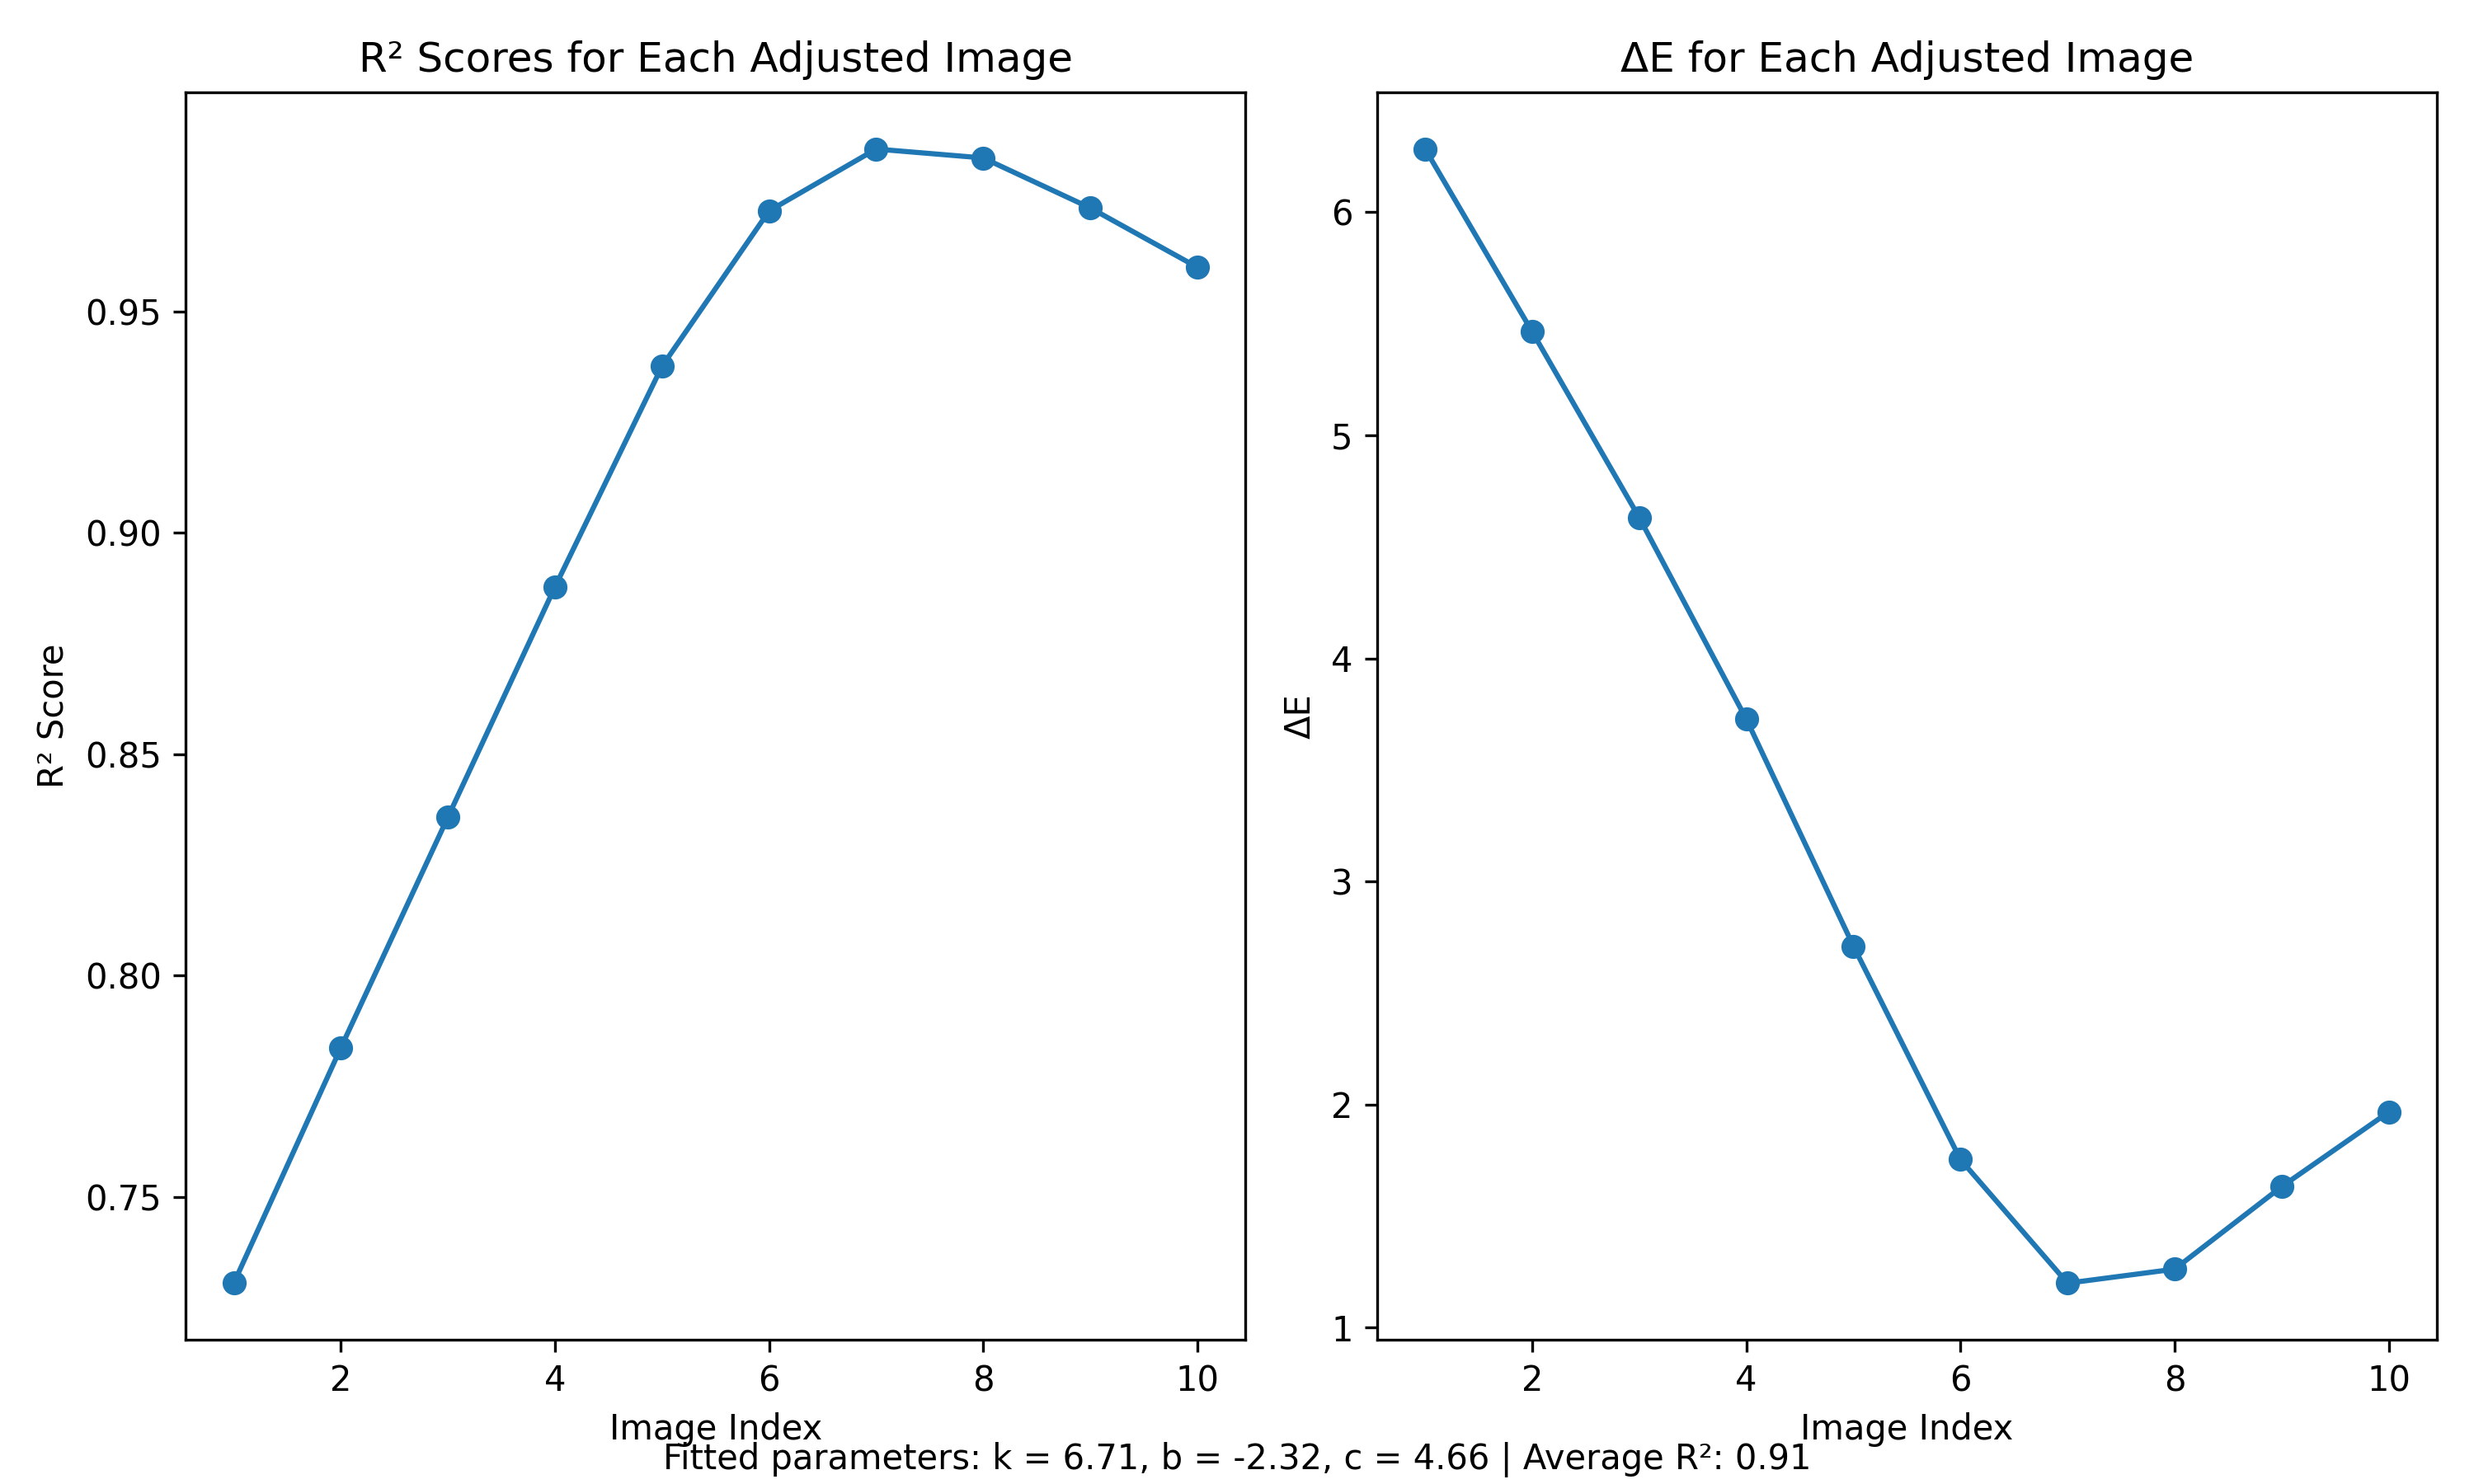 R² Scores for Each Adjusted Image
0.95
0.90
0.85
0.80
0.75
R² Score
2 4 6 8 10
Image Index
ΔE for Each Adjusted Image
6
5
4
3
2
1
ΔE
2 4 6 8 10
Image Index
Fitted parameters: k = 6.71, b = -2.32, c = 4.66 | Average R²: 0.91